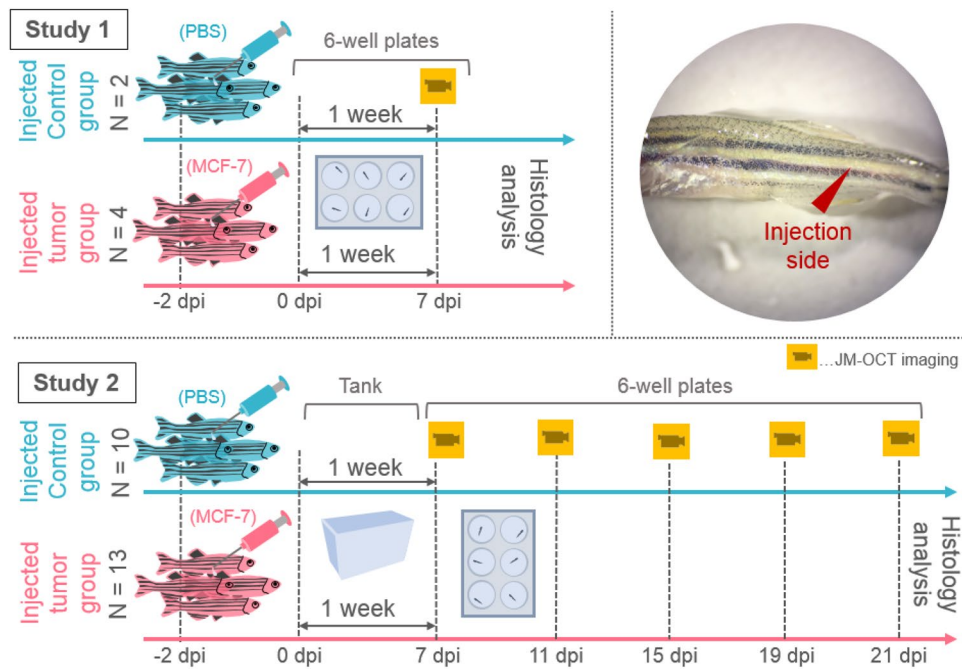 Study 1
Injected
Control
group
N = 2
(PBS)
6-well plates
1 week
Injected
tumor
group
N = 4
(MCF-7)
1 week
Histology
analysis
-2 dpi
0 dpi
7 dpi
Injection
side
...JM-OCT imaging
Study 2
Injected
Control
group
N = 10
(PBS)
Tank
6-well plates
1 week
Injected
tumor
group
N = 13
(MCF-7)
1 week
Histology
analysis
-2 dpi
0 dpi
7 dpi
11 dpi
15 dpi
19 dpi
21 dpi